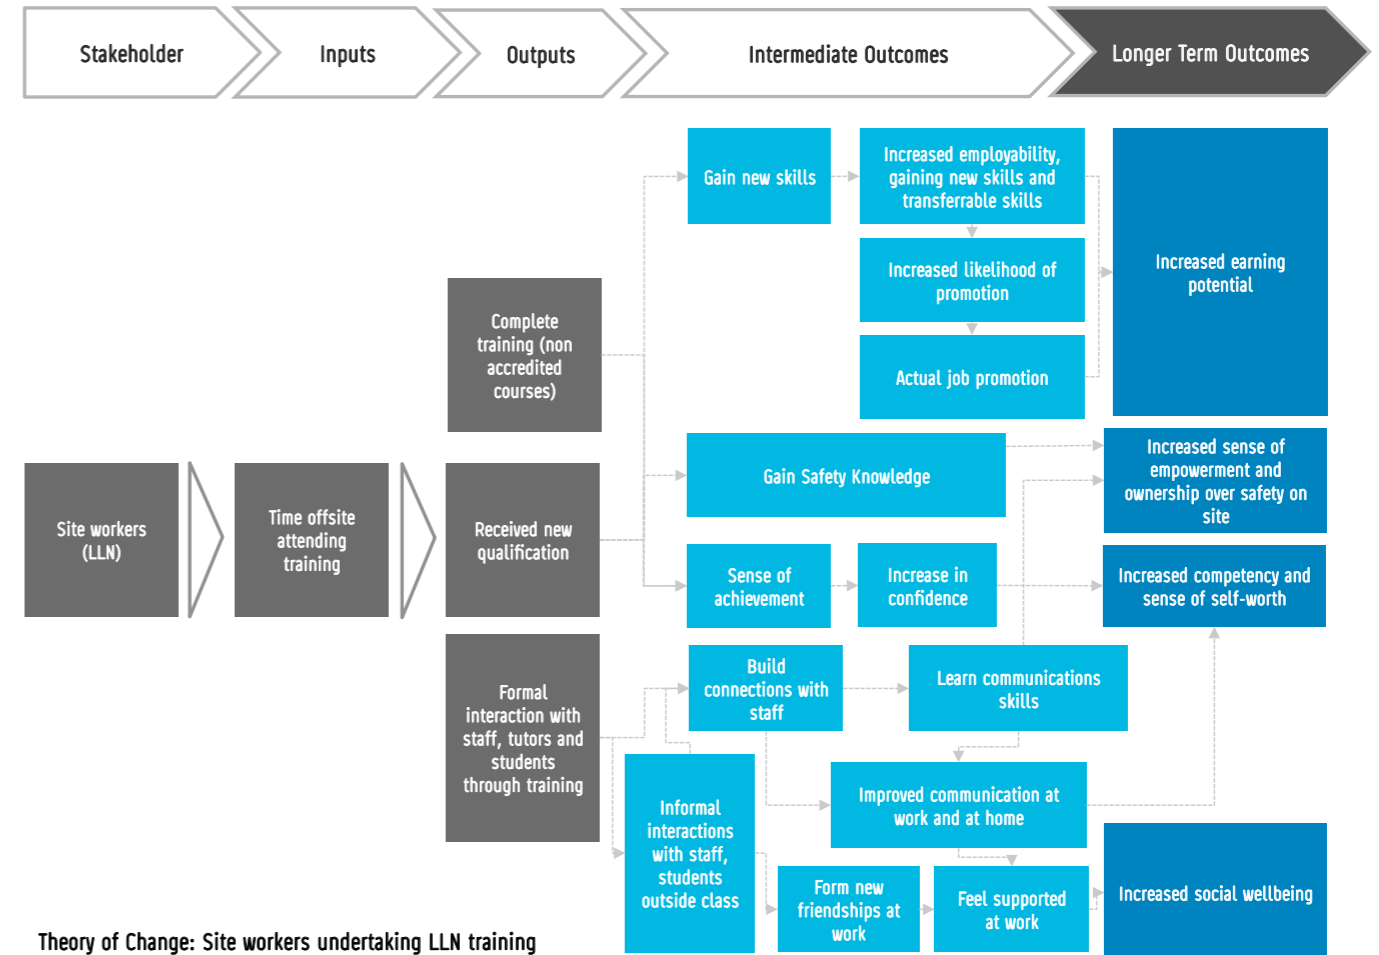 Stakeholder
Inputs
Outputs
Intermediate Outcomes
Longer Term Outcomes
Gain new skills
Increased employability,
gaining new skills and
transferrable skills
Increased likelihood of
promotion
Actual job promotion
Increased earning
potential
Complete
training (non
accredited
courses)
Gain Safety Knowledge
Increased sense of
empowerment and
ownership over safety on
site
Site workers
(LLN)
Time offsite
attending
training
Received new
qualification
Sense of
achievement
Increase in
confidence
Increased competency and
sense of self-worth
Formal
interaction with
staff, tutors and
students
through training
Build
connections with
staff
Learn communications
skills
Informal
interactions
with staff,
students
outside class
Improved communication at
work and at home
Form new
friendships at
work
Feel supported
at work
Increased social wellbeing
Theory of Change: Site workers undertaking LLN training